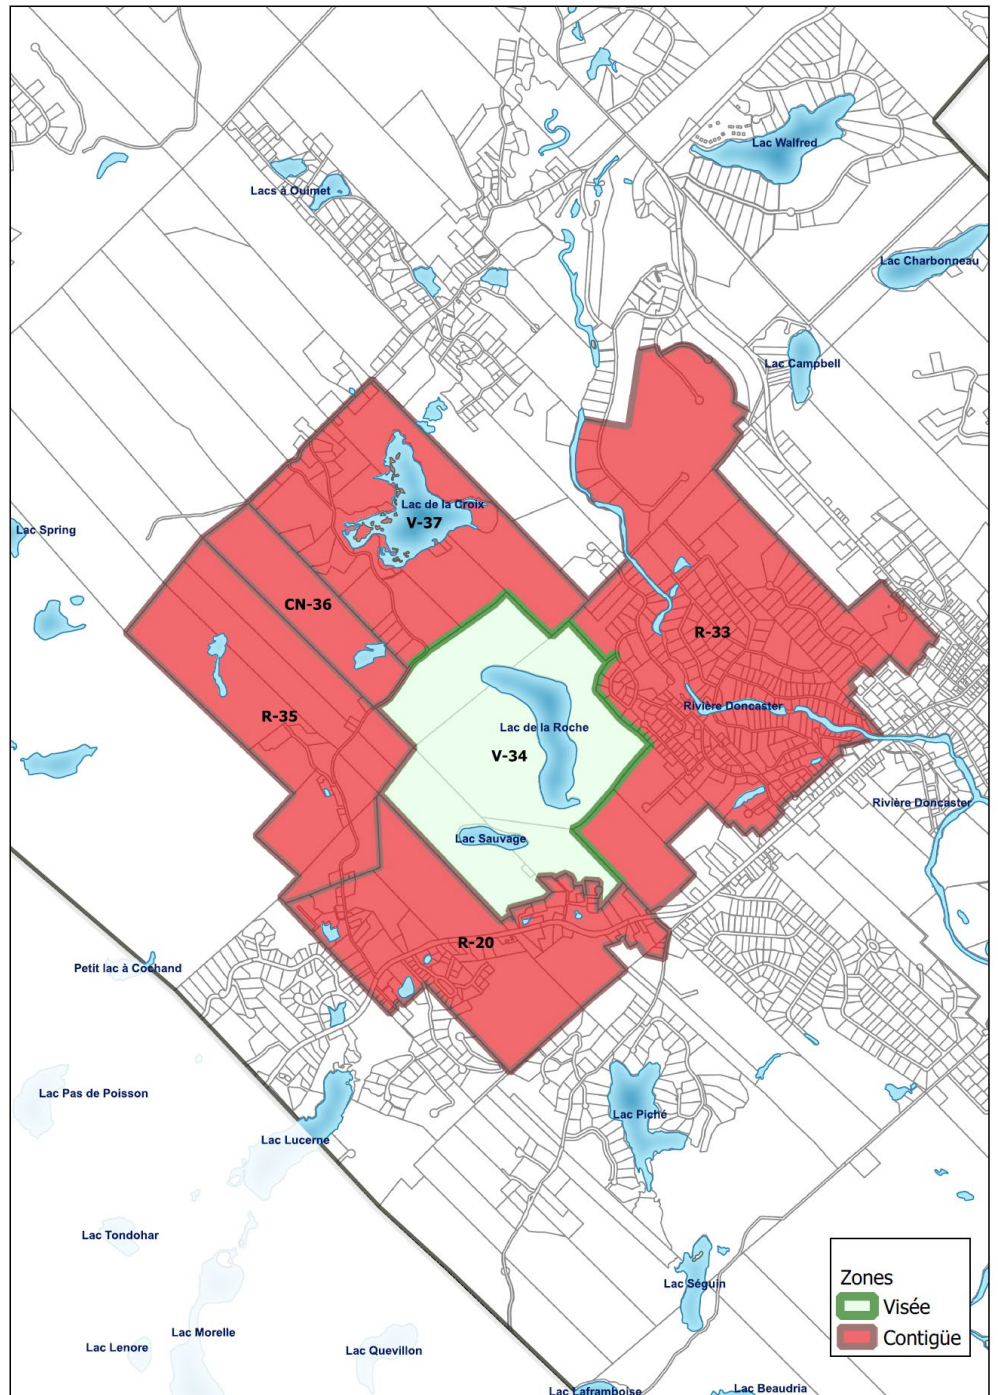 Lac Walfred
Lacs à Ouimet
Lac Charbonneau
Lac Campbell
Lac de la Croix
V-37
Lac Spring
CN-36
R-33
Rivière Doncaster
R-35
Lac de la Roche
V-34
Rivière Doncaster
Lac Sauvage
R-20
Petit lac à Cochand
Lac Pas de Poisson
Lac Piché
Lac Lucerne
Lac Tondohar
Lac Séguin
Zones
Visée
Contigüe
Lac Morelle
Lac Lenore
Lac Quevillon
Lac Laframboise
Lac Beaudria